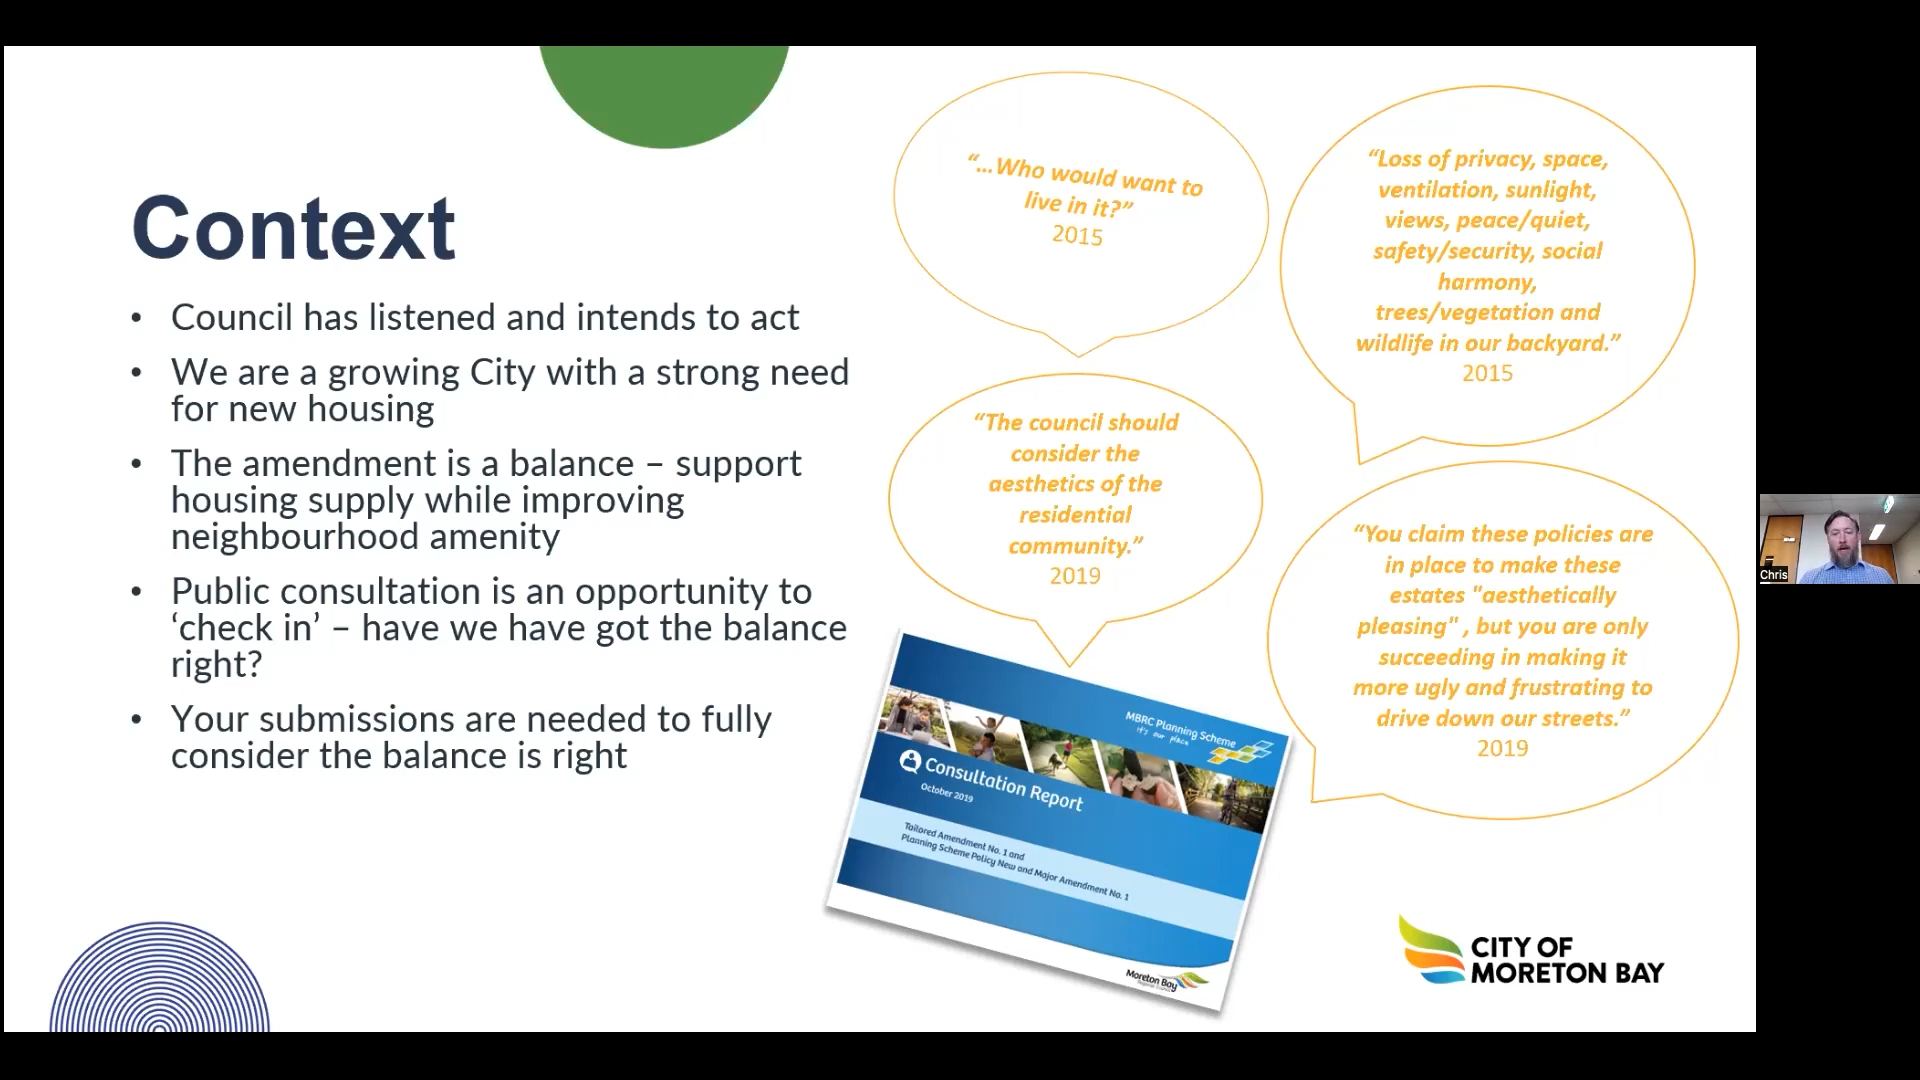 Context
• Council has listened and intends to act
• We are a growing City with a strong need
for new housing
• The amendment is a balance – support
housing supply while improving
neighbourhood amenity
• Public consultation is an opportunity to
‘check in’ – have we have got the balance
right?
• Your submissions are needed to fully
consider the balance is right
“...Who would want to
live in it?”
2015
“Loss of privacy, space,
ventilation, sunlight,
views, peace/quiet,
safety/security, social
harmony,
trees/vegetation and
wildlife in our backyard.”
2015
“The council should
consider the
aesthetics of the
residential
community.”
2019
“You claim these policies are
in place to make these
estates "aesthetically
pleasing" , but you are only
succeeding in making it
more ugly and frustrating to
drive down our streets.”
2019
MBRC Planning Scheme
it's our place
Consultation Report
October 2019
Tailored Amendment No. 1 and
Planning Scheme Policy New and Major Amendment No. 1
Moreton Bay
Regional Council
CITY OF
MORETON BAY
Chris